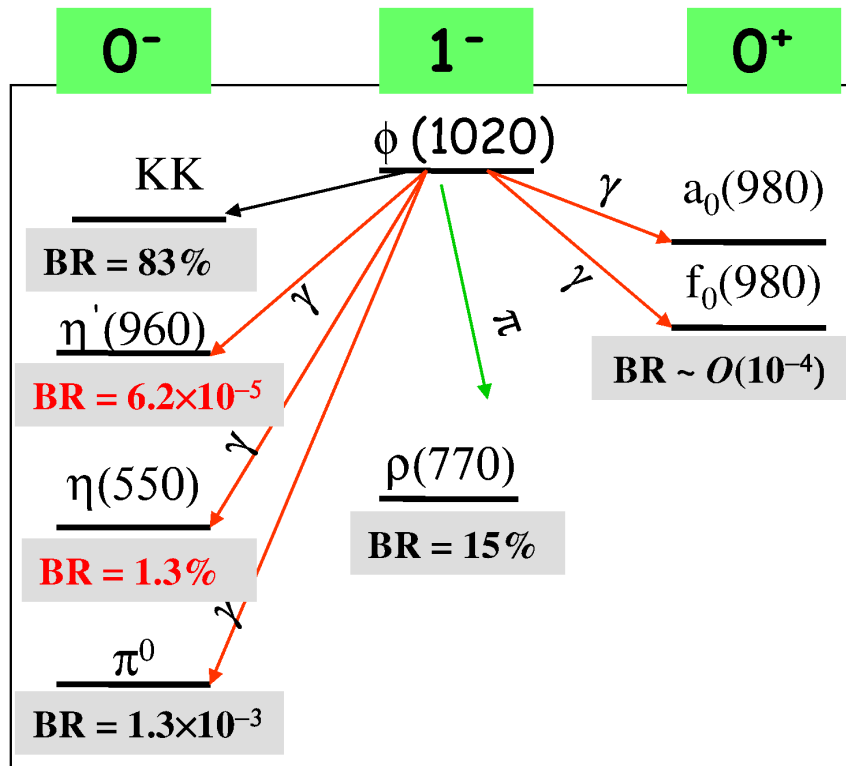 0⁻
1⁻
0⁺
ϕ (1020)
KK
BR = 83%
γ
a₀(980)
γ
f₀(980)
BR ~ O(10⁻⁴)
γ
η'(960)
BR = 6.2×10⁻⁵
π
γ
η(550)
BR = 1.3%
ρ(770)
BR = 15%
γ
π⁰
BR = 1.3×10⁻³